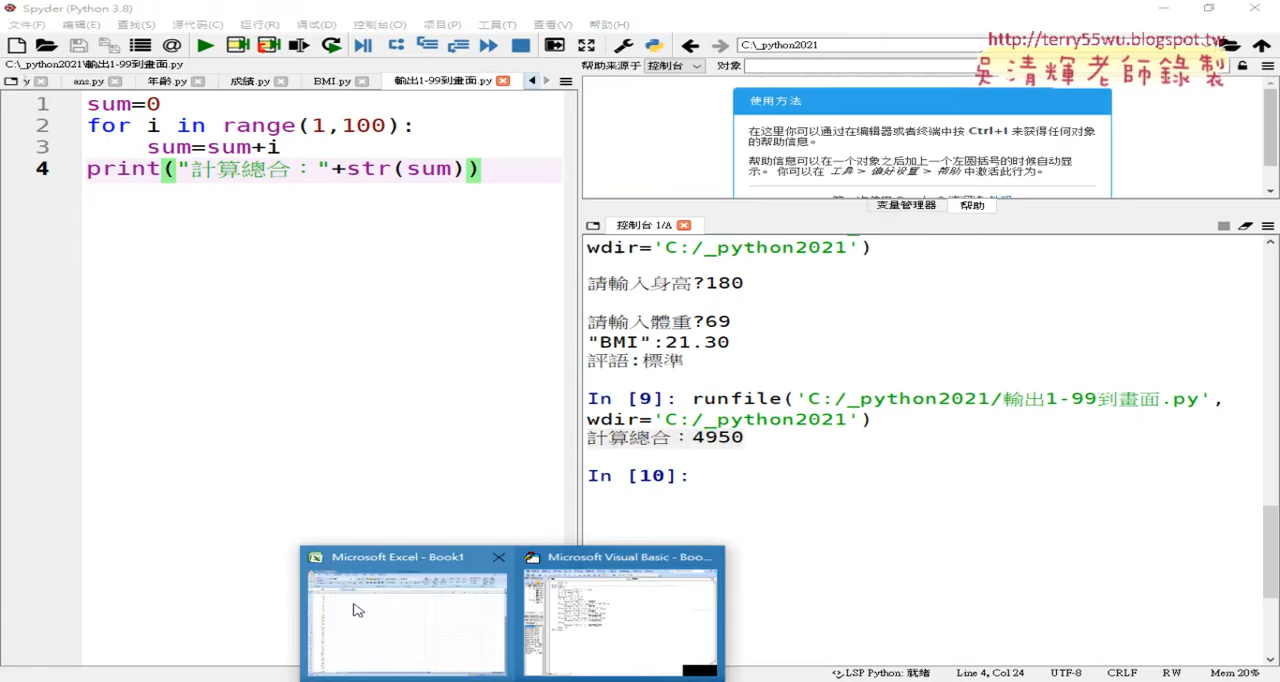 Spyder (Python 3.8)
文件(F) 编辑(E) 查找(S) 源代码(C) 运行(R) 调试(D) 控制台(O) 项目(P) 工具(T) 查看(V) 帮助(H)
C:\_python2021
http://terry55wu.blogspot.tw
吳清輝老師錄製
C:\_python2021\輸出1-99到畫面.py
帮助来源于 控制台 对象
y ans.py 年齡.py 成績.py BMI.py 輸出1-99到畫面.py
1 sum=0
2 for i in range(1,100):
3 sum=sum+i
4 print("計算總合："+str(sum))
使用方法
在这里你可以通过在编辑器或者终端中按 Ctrl+I 来获得任何对象
的帮助信息。
帮助信息可以在一个对象之后加上一个左圆括号的时候自动显
示。 你可以在 工具 > 偏好设置 > 帮助 中激活此行为。
变量管理器 帮助
控制台 1/A
wdir='C:/_python2021')
請輸入身高?180
請輸入體重?69
"BMI":21.30
評語:標準
In [9]: runfile('C:/_python2021/輸出1-99到畫面.py',
wdir='C:/_python2021')
計算總合：4950
In [10]:
Microsoft Excel - Book1
Microsoft Visual Basic - Boo...
LSP Python: 就绪 Line 4, Col 24 UTF-8 CRLF RW Mem 20%